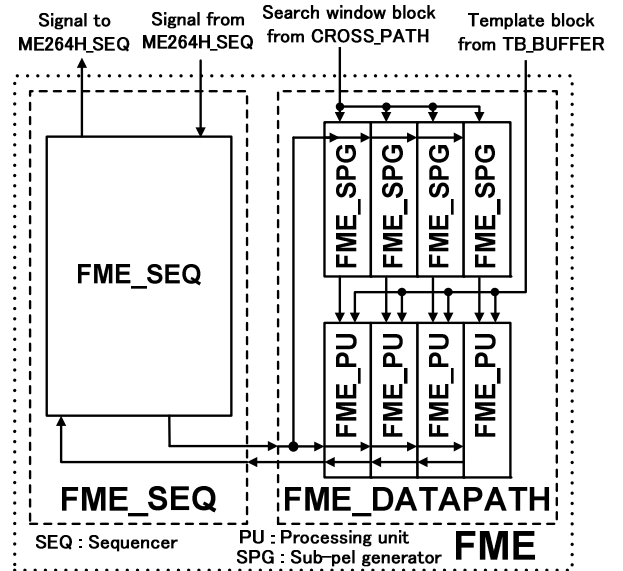 Signal to
ME264H_SEQ
Signal from
ME264H_SEQ
Search window block
from CROSS_PATH
Template block
from TB_BUFFER
FME_SEQ
FME_SPG
FME_SPG
FME_SPG
FME_SPG
FME_PU
FME_PU
FME_PU
FME_PU
FME_SEQ
FME_DATAPATH
SEQ : Sequencer
PU : Processing unit
SPG : Sub-pel generator
FME